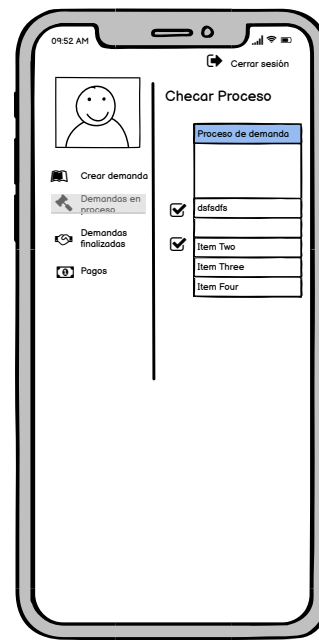 09:52 AM
Cerrar sesión
Checar Proceso
Proceso de demanda
Crear demanda
Demandas en
proceso
dsfsdfs
Demandas
finalizadas
Item Two
Item Three
Pagos
Item Four